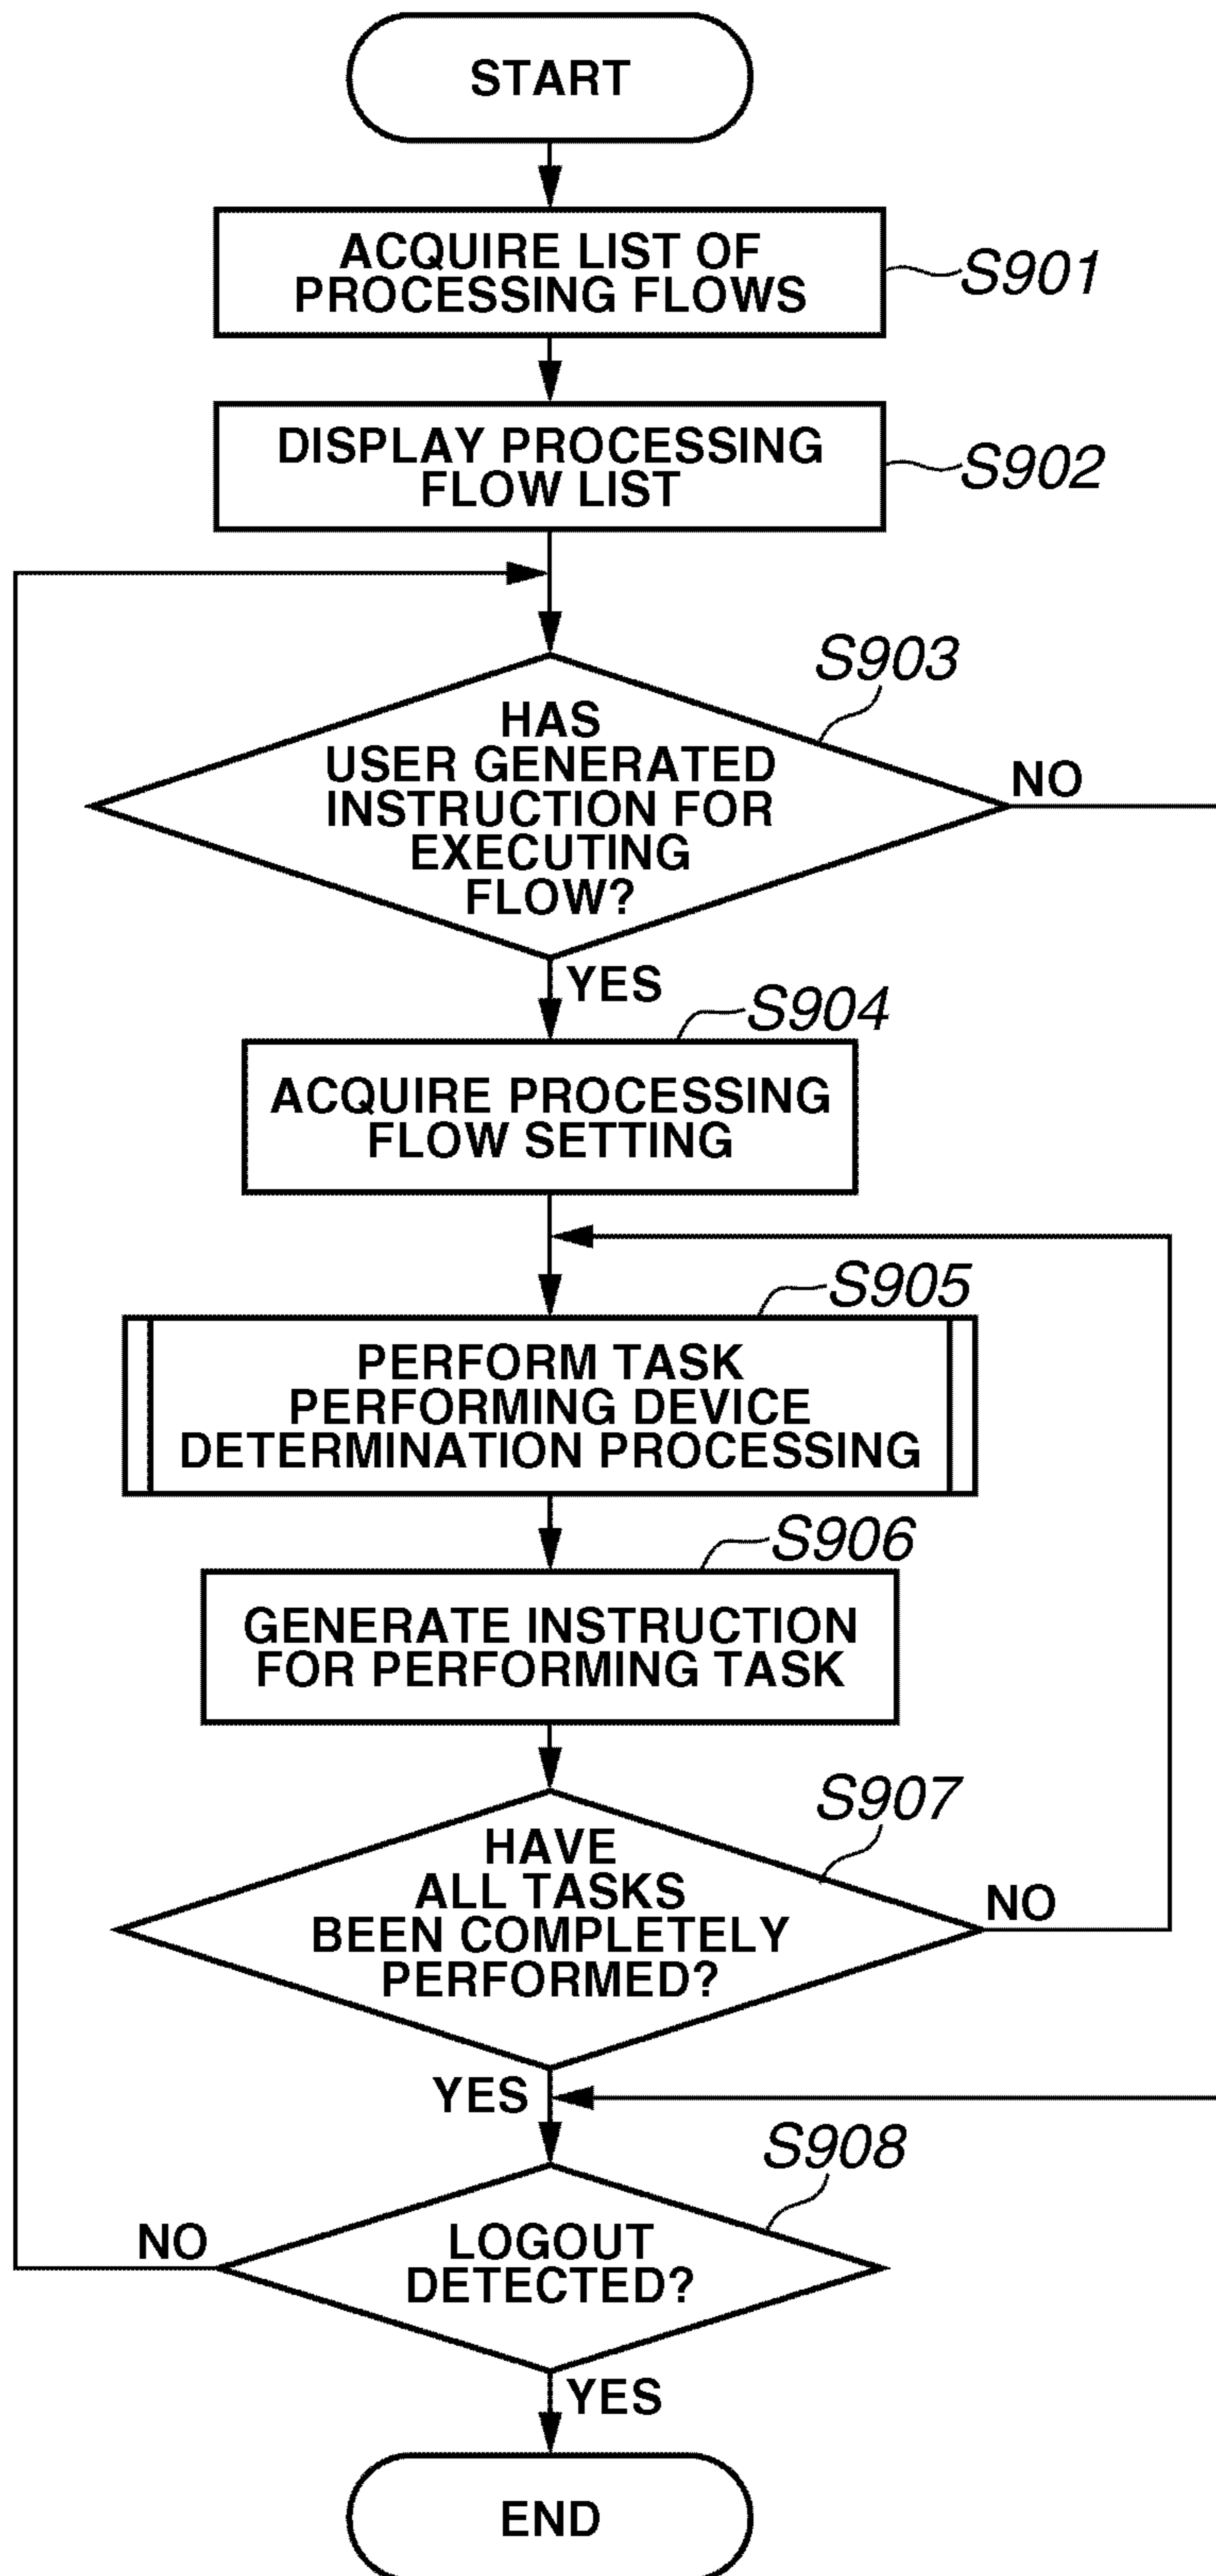 START
ACQUIRE LIST OF
PROCESSING FLOWS
S901
DISPLAY PROCESSING
FLOW LIST
S902
S903
HAS
USER GENERATED
INSTRUCTION FOR
EXECUTING
FLOW?
NO
YES
S904
ACQUIRE PROCESSING
FLOW SETTING
S905
PERFORM TASK
PERFORMING DEVICE
DETERMINATION PROCESSING
S906
GENERATE INSTRUCTION
FOR PERFORMING TASK
S907
HAVE
ALL TASKS
BEEN COMPLETELY
PERFORMED?
NO
YES
S908
NO
LOGOUT
DETECTED?
YES
END